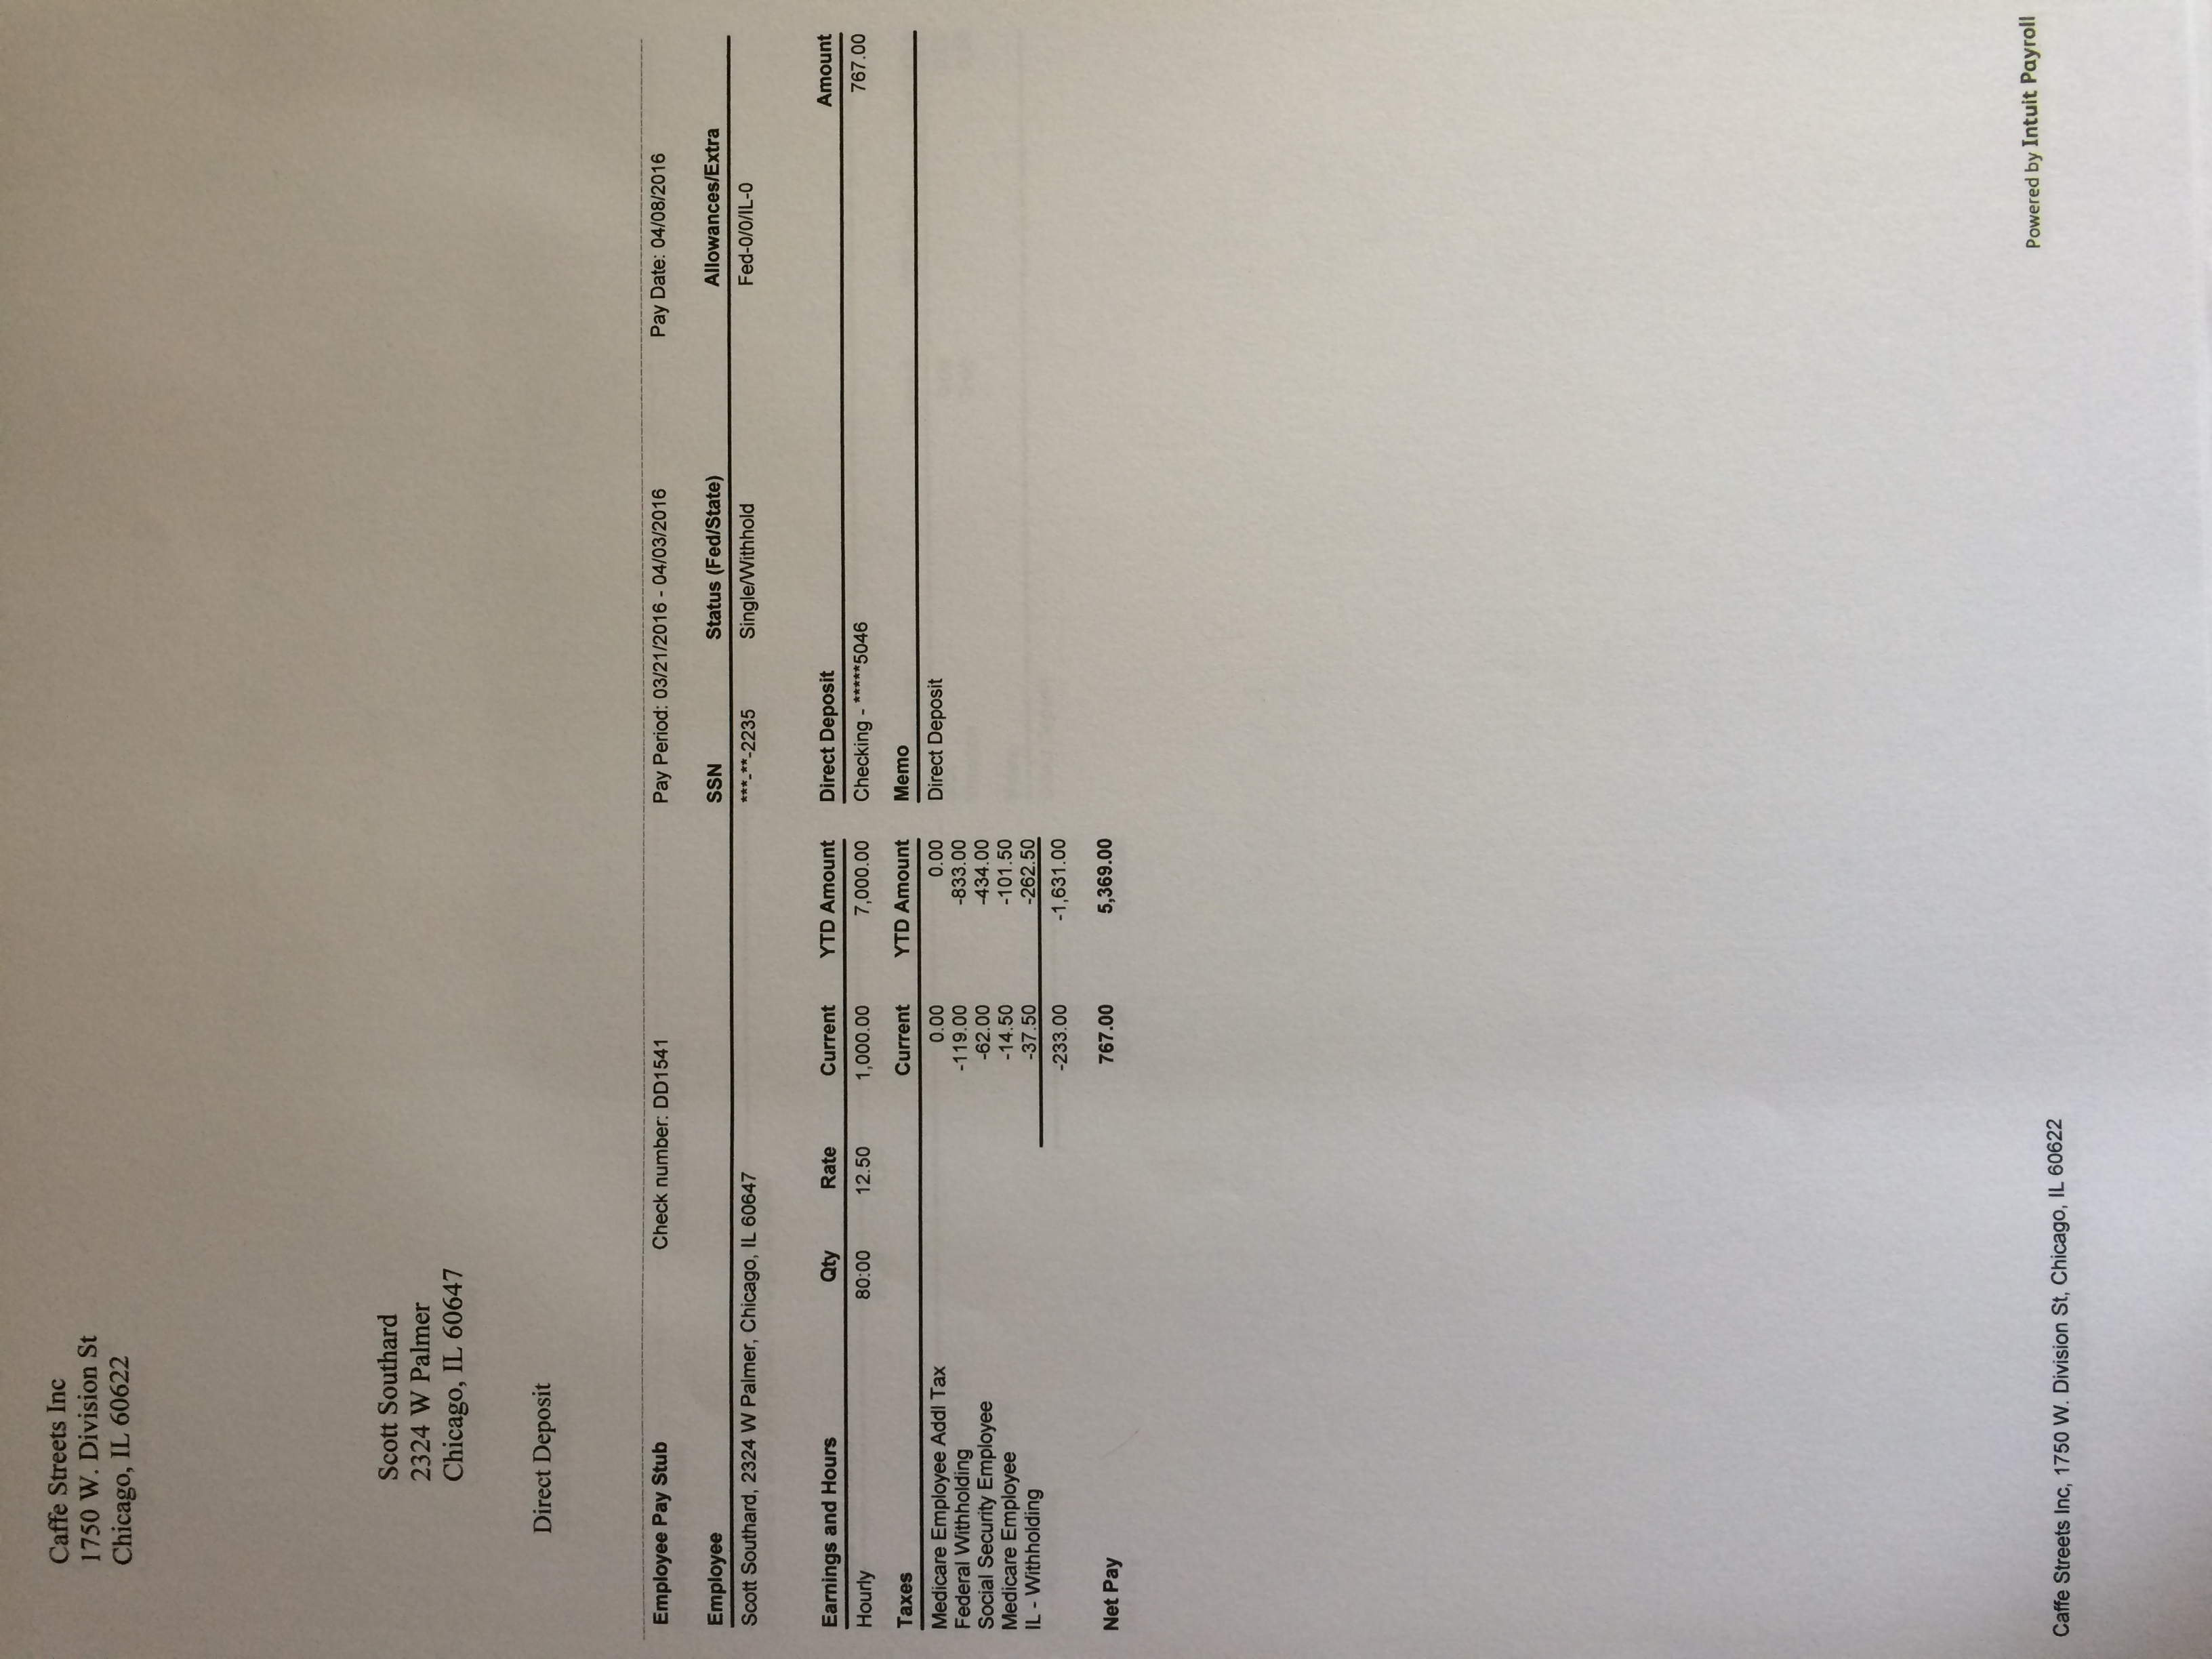 Caffe Streets Inc
1750 W. Division St
Chicago, IL 60622
Scott Southard
2324 W Palmer
Chicago, IL 60647
Direct Deposit
Employee Pay Stub Check number: DD1541 Pay Period: 03/21/2016 - 04/03/2016 Pay Date: 04/08/2016
Employee SSN Status (Fed/State) Allowances/Extra
Scott Southard, 2324 W Palmer, Chicago, IL 60647 ***-**-2235 Single/Withhold Fed-0/0/IL-0
Earnings and Hours Qty Rate Current YTD Amount Direct Deposit Amount
Hourly 80:00 12.50 1,000.00 7,000.00 Checking - *****5046 767.00
Taxes Current YTD Amount Memo
Medicare Employee Addl Tax 0.00 0.00 Direct Deposit
Federal Withholding -119.00 -833.00
Social Security Employee -62.00 -434.00
Medicare Employee -14.50 -101.50
IL - Withholding -37.50 -262.50
-233.00 -1,631.00
Net Pay 767.00 5,369.00
Powered by Intuit Payroll
Caffe Streets Inc, 1750 W. Division St, Chicago, IL 60622